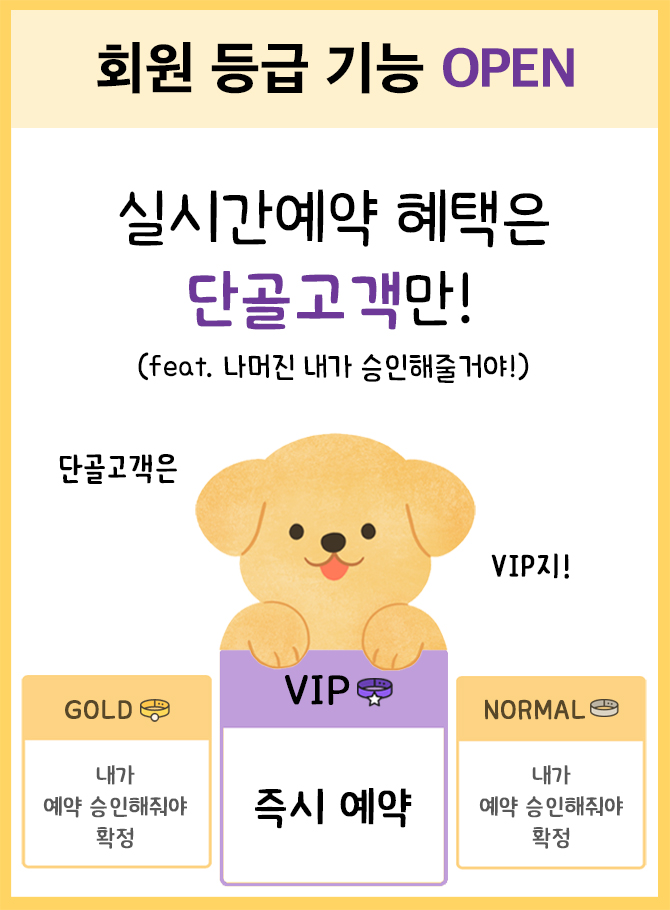 회원 등급 기능 OPEN
실시간예약 혜택은
단골고객만!
(feat. 나머진 내가 승인해줄거야!)
단골고객은
VIP지!
GOLD
내가
예약 승인해줘야
확정
VIP
즉시 예약
NORMAL
내가
예약 승인해줘야
확정